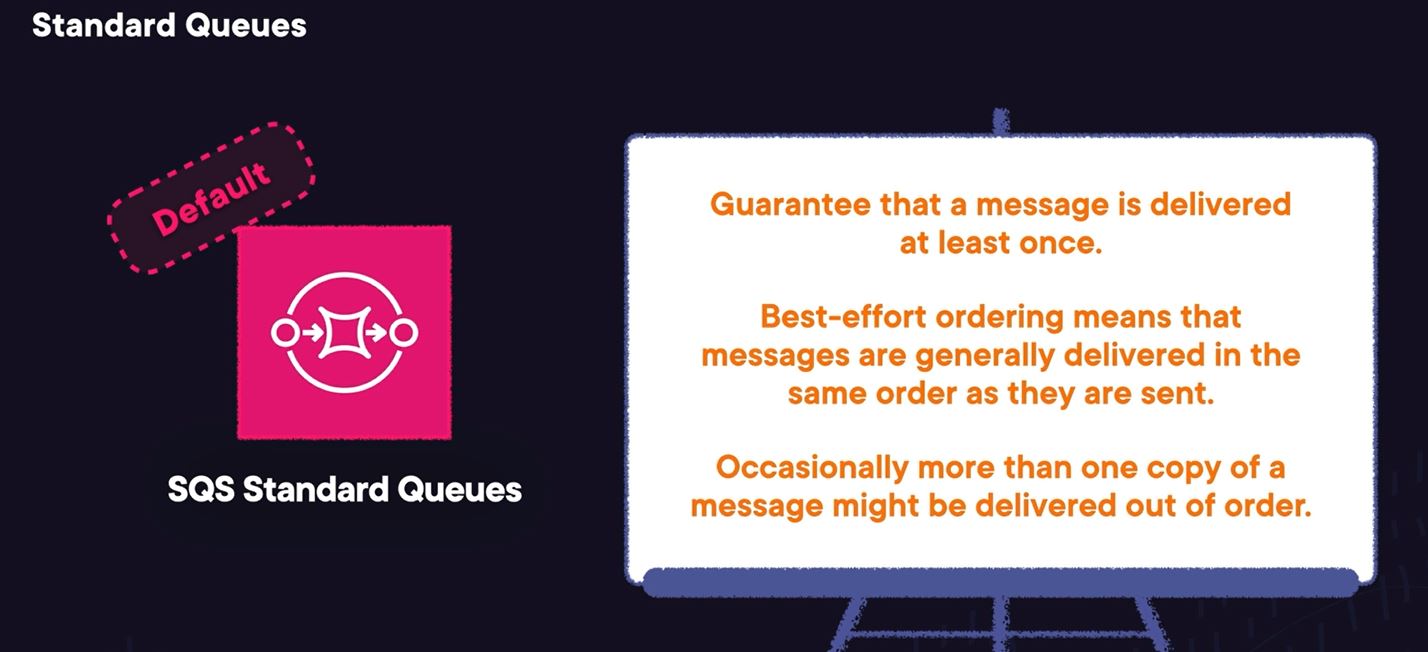 Standard Queues
Default
SQS Standard Queues
Guarantee that a message is delivered
at least once.
Best-effort ordering means that
messages are generally delivered in the
same order as they are sent.
Occasionally more than one copy of a
message might be delivered out of order.